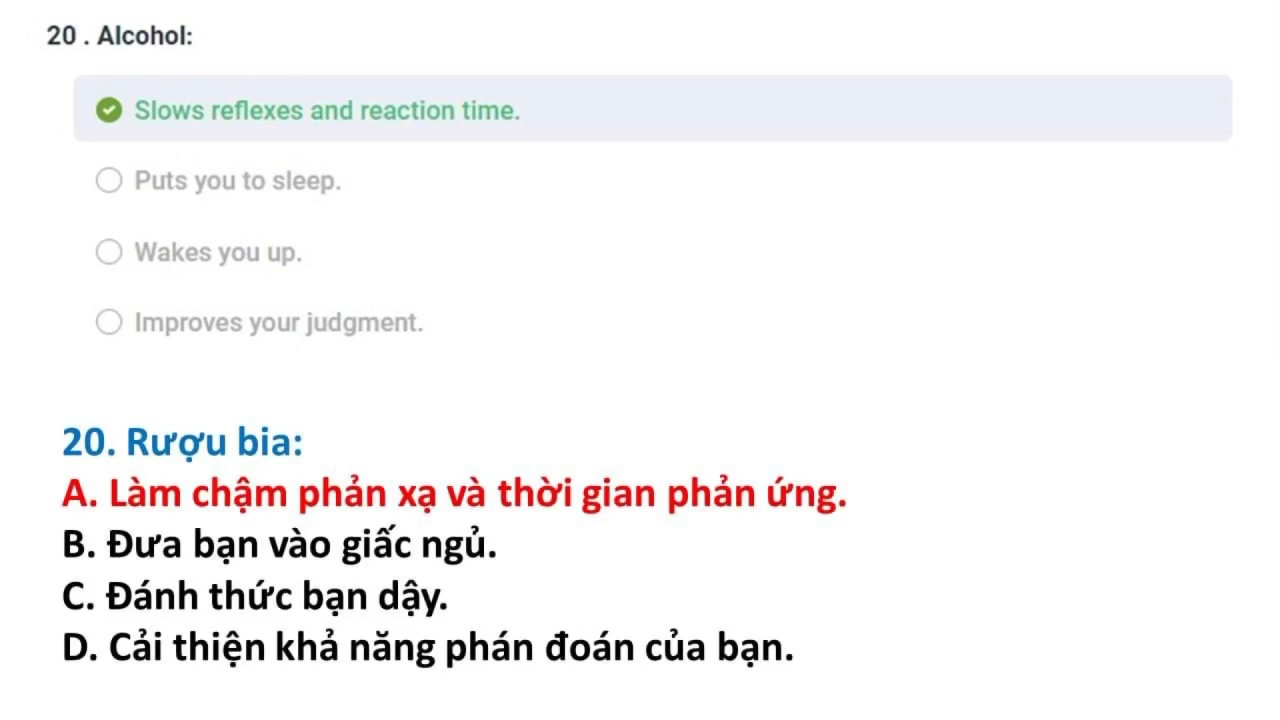 20 . Alcohol:
Slows reflexes and reaction time.
Puts you to sleep.
Wakes you up.
Improves your judgment.
20. Rượu bia:
A. Làm chậm phản xạ và thời gian phản ứng.
B. Đưa bạn vào giấc ngủ.
C. Đánh thức bạn dậy.
D. Cải thiện khả năng phán đoán của bạn.